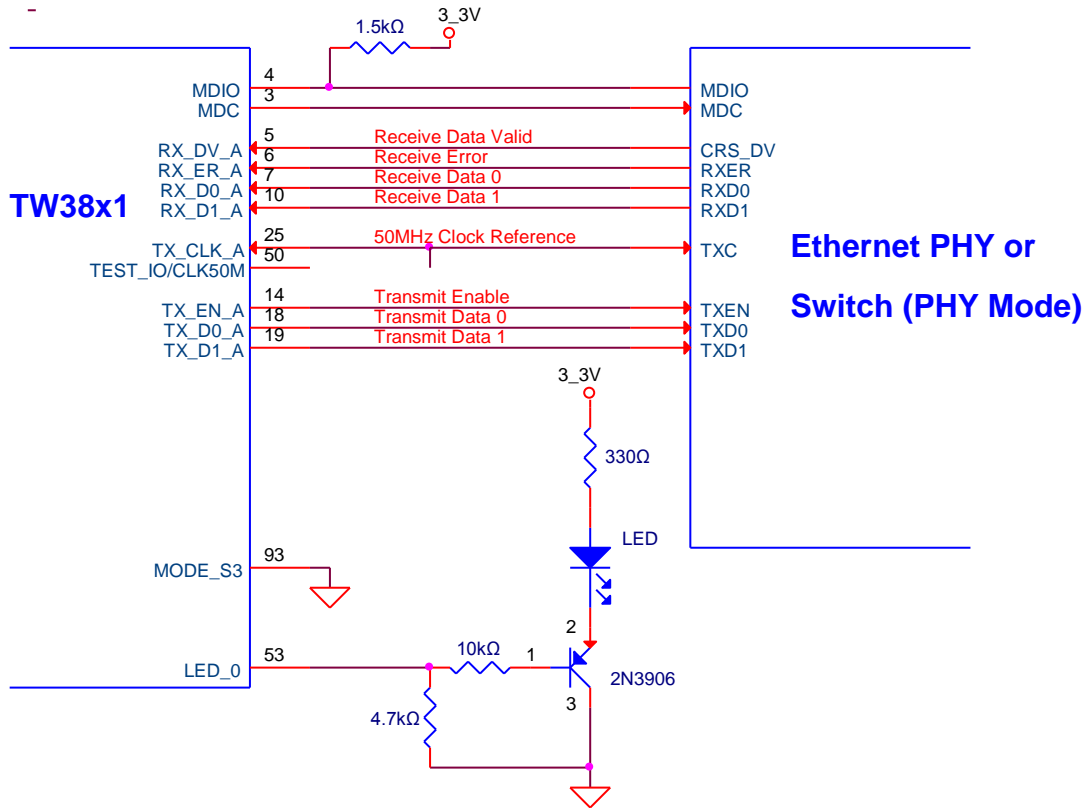 1.5kΩ
3_3V
4
MDIO
MDIO
3
MDC
MDC
5
Receive Data Valid
RX_DV_A
CRS_DV
6
Receive Error
RX_ER_A
RXER
7
Receive Data 0
RX_D0_A
RXD0
10
Receive Data 1
RX_D1_A
RXD1
TW38x1
25
50MHz Clock Reference
TX_CLK_A
TXC
50
TEST_IO/CLK50M
Ethernet PHY or
Switch (PHY Mode)
14
Transmit Enable
TX_EN_A
TXEN
18
Transmit Data 0
TX_D0_A
TXD0
19
Transmit Data 1
TX_D1_A
TXD1
3_3V
330Ω
LED
93
MODE_S3
2
53
LED_0
10kΩ
1
2N3906
3
4.7kΩ